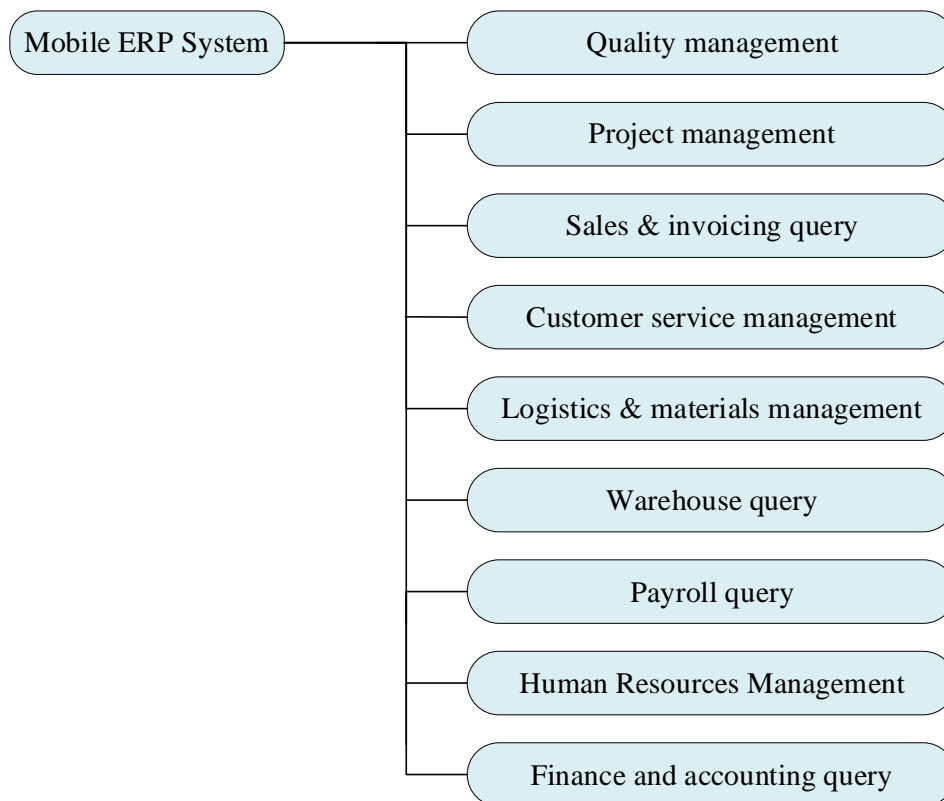 Mobile ERP System
Quality management
Project management
Sales & invoicing query
Customer service management
Logistics & materials management
Warehouse query
Payroll query
Human Resources Management
Finance and accounting query